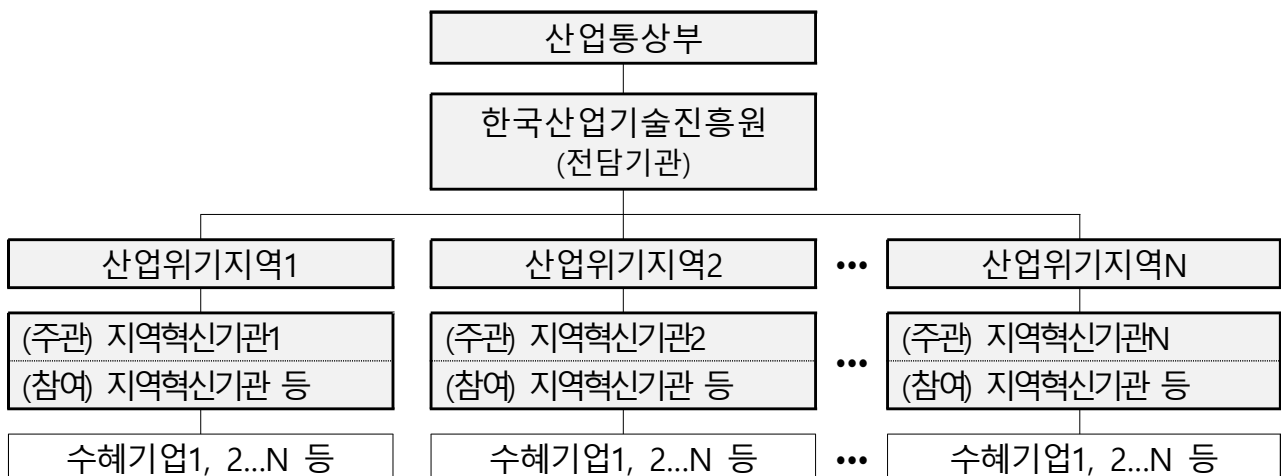 산업통상부
한국산업기술진흥원
(전담기관)
산업위기지역1
산업위기지역2
•••
산업위기지역N
(주관) 지역혁신기관1
(참여) 지역혁신기관 등
(주관) 지역혁신기관2
(참여) 지역혁신기관 등
•••
(주관) 지역혁신기관N
(참여) 지역혁신기관 등
수혜기업1, 2...N 등
수혜기업1, 2...N 등
•••
수혜기업1, 2...N 등